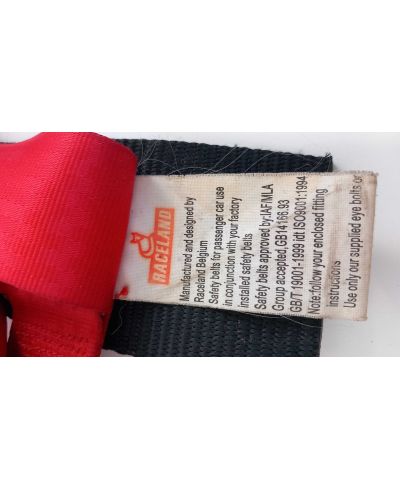 RACELAND
Manufactured and designed by
Raceland Belgium
Safety belts for passenger car use
in conjunction with your factory
installed safety belts
Safety belts approved by:IAF/MLA
Group accepted,GB14166.93
GB/T 19001-1999 idt ISO9001:1994
Note:follow your enclosed fitting
Instructions
Use only our supplied eye bolts or